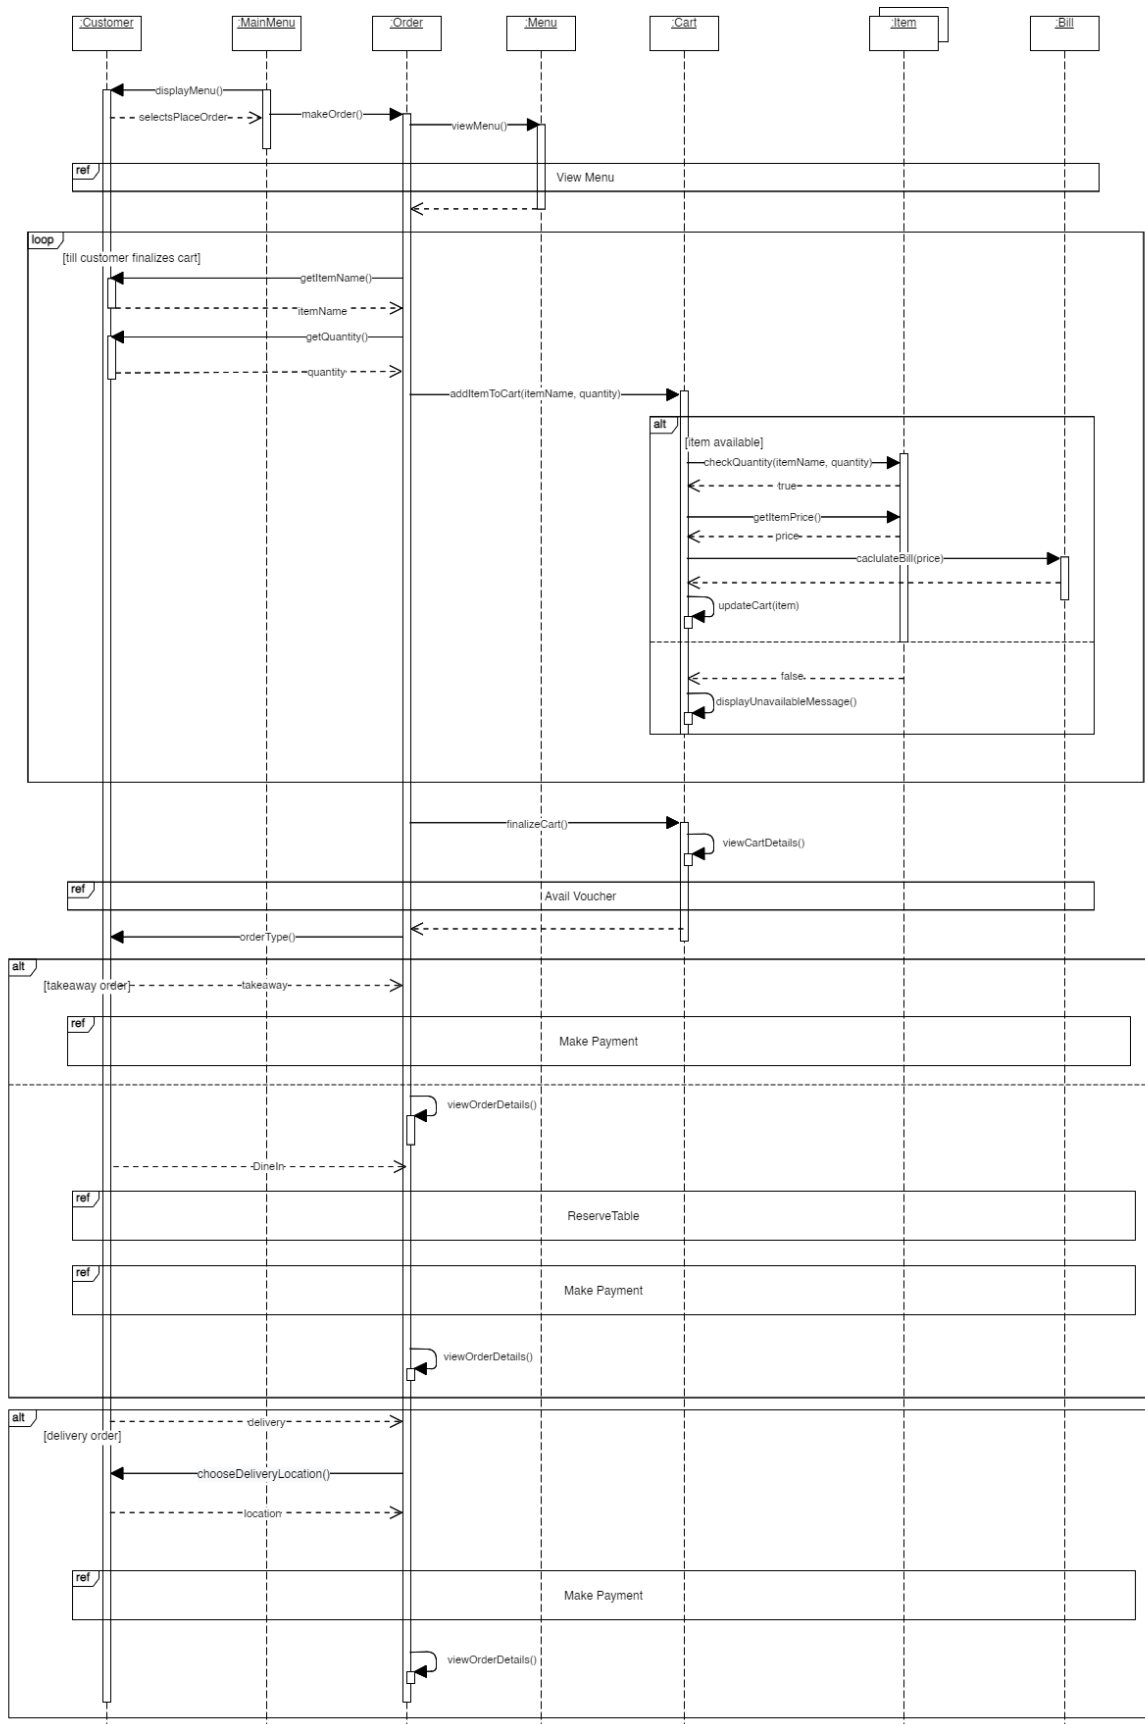 :Customer
:MainMenu
:Order
:Menu
:Cart
:Item
:Bill
displayMenu()
selectsPlaceOrder
makeOrder()
viewMenu()
ref
View Menu
loop
[till customer finalizes cart]
getItemName()
itemName
getQuantity()
quantity
addItemToCart(itemName, quantity)
alt
[item available]
checkQuantity(itemName, quantity)
true
getItemPrice()
price
caclulateBill(price)
updateCart(item)
false
displayUnavailableMessage()
finalizeCart()
viewCartDetails()
ref
Avail Voucher
orderType()
alt
[takeaway order]
takeaway
ref
Make Payment
viewOrderDetails()
DineIn
ref
ReserveTable
ref
Make Payment
viewOrderDetails()
alt
delivery
[delivery order]
chooseDeliveryLocation()
location
ref
Make Payment
viewOrderDetails()